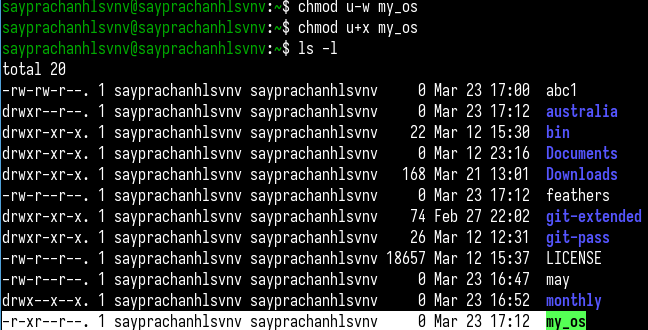 sayprachanhlsvnv@sayprachanhlsvnv:~$ chmod u-w my_os
sayprachanhlsvnv@sayprachanhlsvnv:~$ chmod u+x my_os
sayprachanhlsvnv@sayprachanhlsvnv:~$ ls -l
total 20
-rw-rw-r--. 1 sayprachanhlsvnv sayprachanhlsvnv 0 Mar 23 17:00 abc1
drwxr--r--. 1 sayprachanhlsvnv sayprachanhlsvnv 0 Mar 23 17:12 australia
drwxr-xr-x. 1 sayprachanhlsvnv sayprachanhlsvnv 22 Mar 12 15:30 bin
drwxr-xr-x. 1 sayprachanhlsvnv sayprachanhlsvnv 0 Mar 12 23:16 Documents
drwxr-xr-x. 1 sayprachanhlsvnv sayprachanhlsvnv 168 Mar 21 13:01 Downloads
-rw-r--r--. 1 sayprachanhlsvnv sayprachanhlsvnv 0 Mar 23 17:12 feathers
drwxr-xr-x. 1 sayprachanhlsvnv sayprachanhlsvnv 74 Feb 27 22:02 git-extended
drwxr-xr-x. 1 sayprachanhlsvnv sayprachanhlsvnv 26 Mar 12 12:31 git-pass
-rw-r--r--. 1 sayprachanhlsvnv sayprachanhlsvnv 18657 Mar 12 15:37 LICENSE
-rw-r--r--. 1 sayprachanhlsvnv sayprachanhlsvnv 0 Mar 23 16:47 may
drwx--x--x. 1 sayprachanhlsvnv sayprachanhlsvnv 0 Mar 23 16:52 monthly
-r-xr--r--. 1 sayprachanhlsvnv sayprachanhlsvnv 0 Mar 23 17:12 my_os